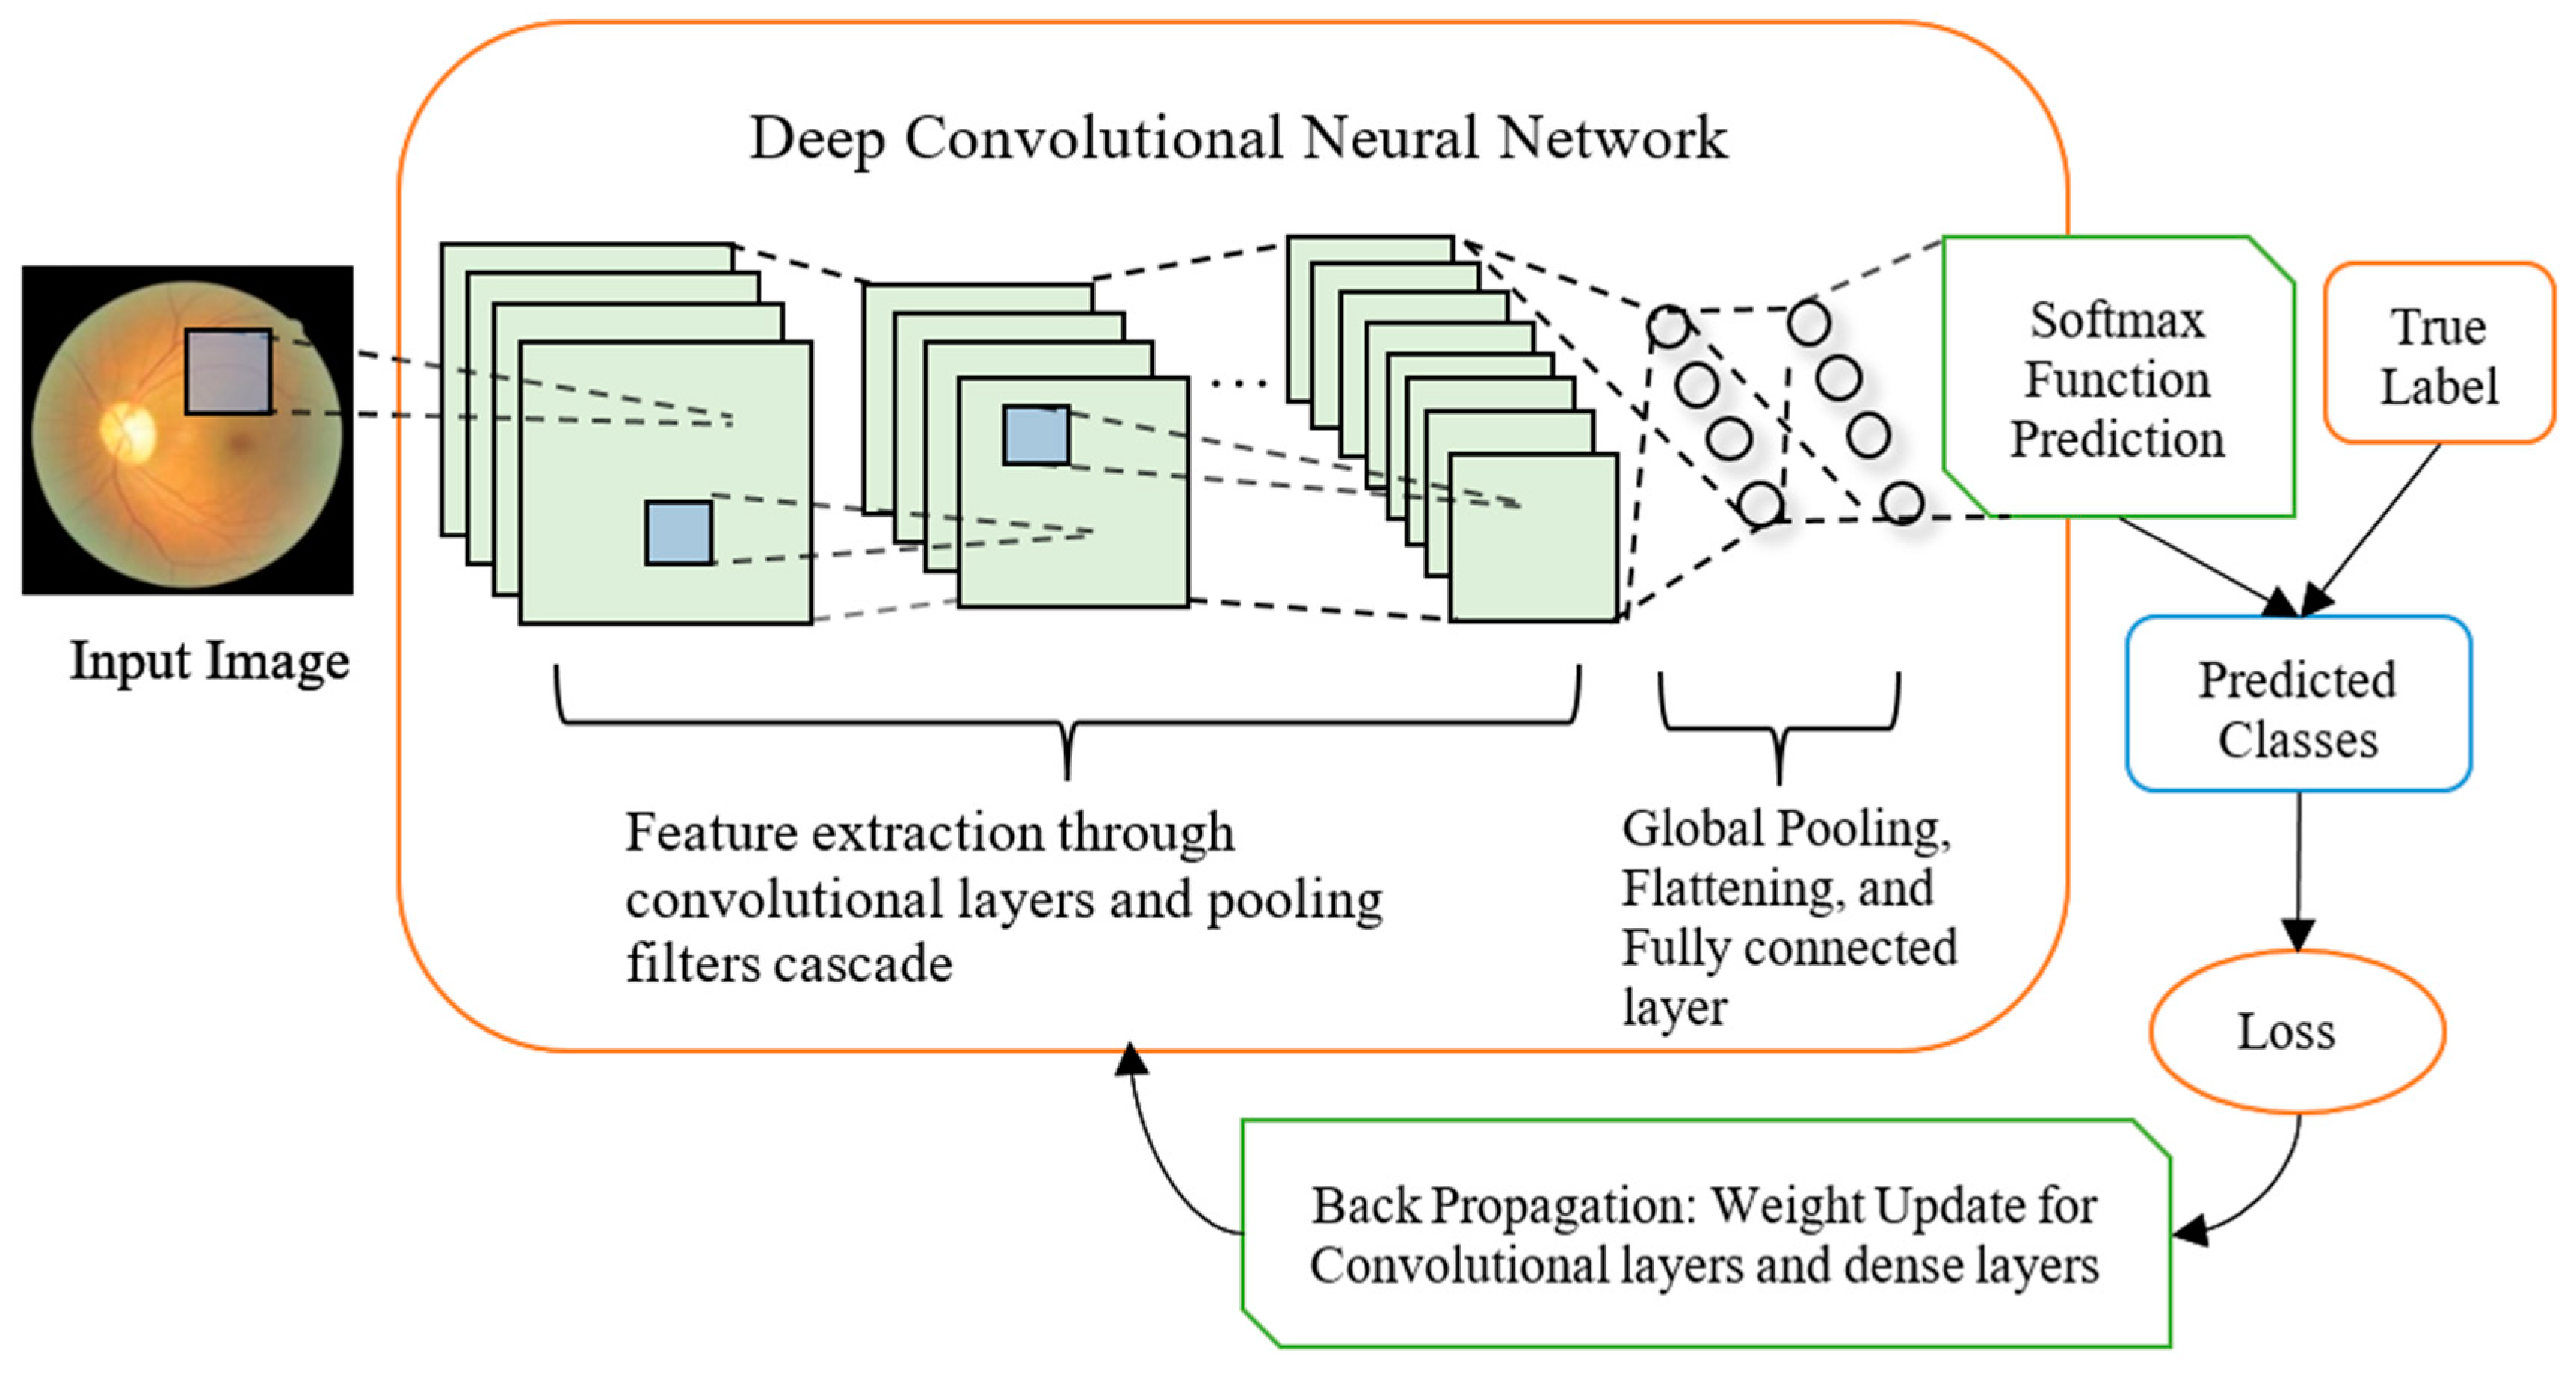 Deep Convolutional Neural Network
Input Image
Softmax
Function
Prediction
True
Label
...
Predicted
Classes
Feature extraction through
convolutional layers and pooling
filters cascade
Global Pooling,
Flattening, and
Fully connected
layer
Loss
Back Propagation: Weight Update for
Convolutional layers and dense layers